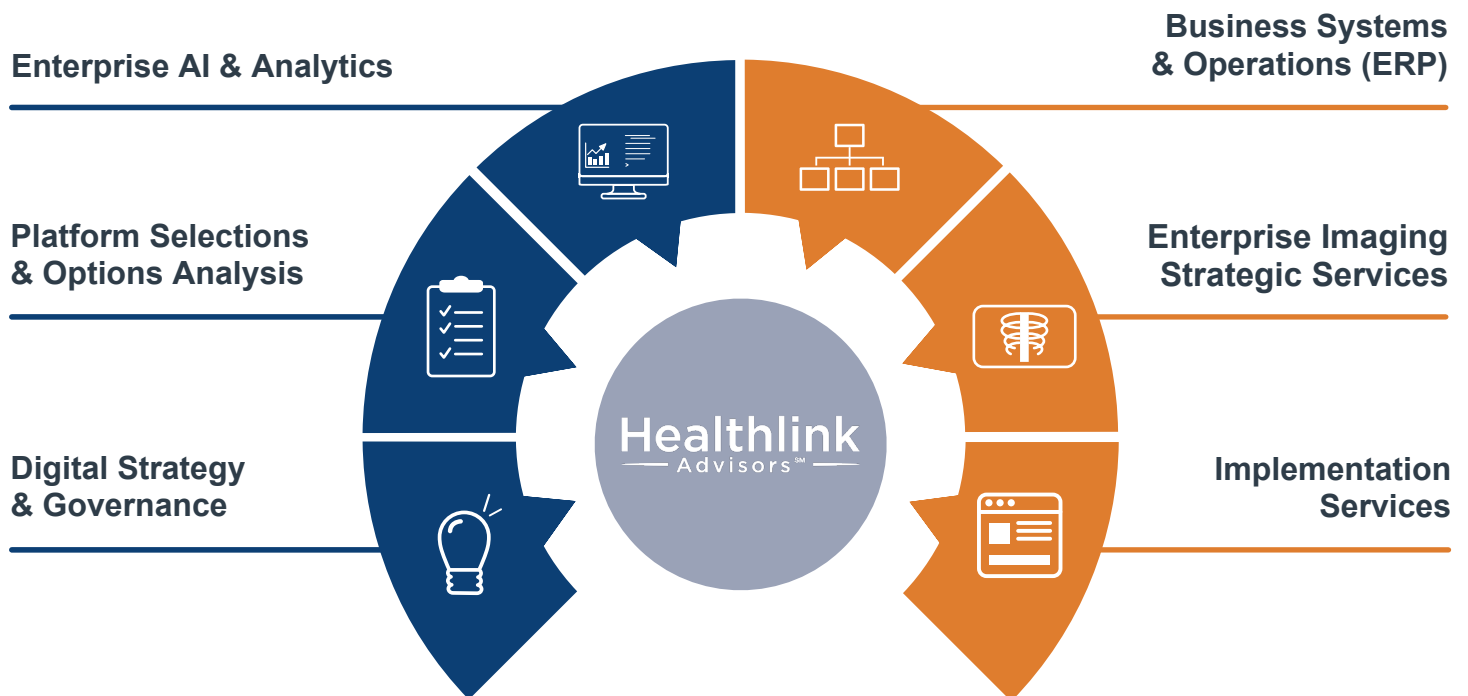 Enterprise AI & Analytics
Platform Selections
& Options Analysis
Digital Strategy
& Governance
Business Systems
& Operations (ERP)
Enterprise Imaging
Strategic Services
Implementation
Services
Healthlink
Advisors℠